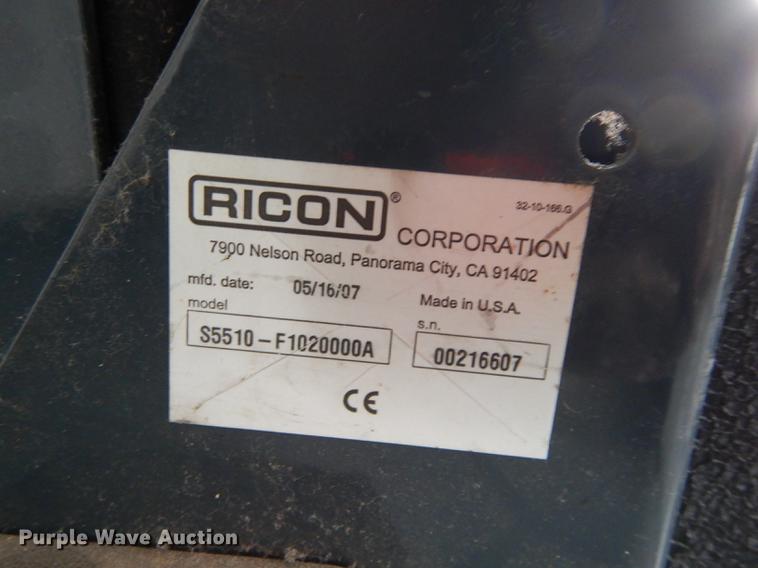 RICON®
32-10-166.G
CORPORATION
7900 Nelson Road, Panorama City, CA 91402
mfd. date: 05/16/07 Made in U.S.A.
model s.n.
S5510-F1020000A 00216607
CE
Purple Wave Auction®